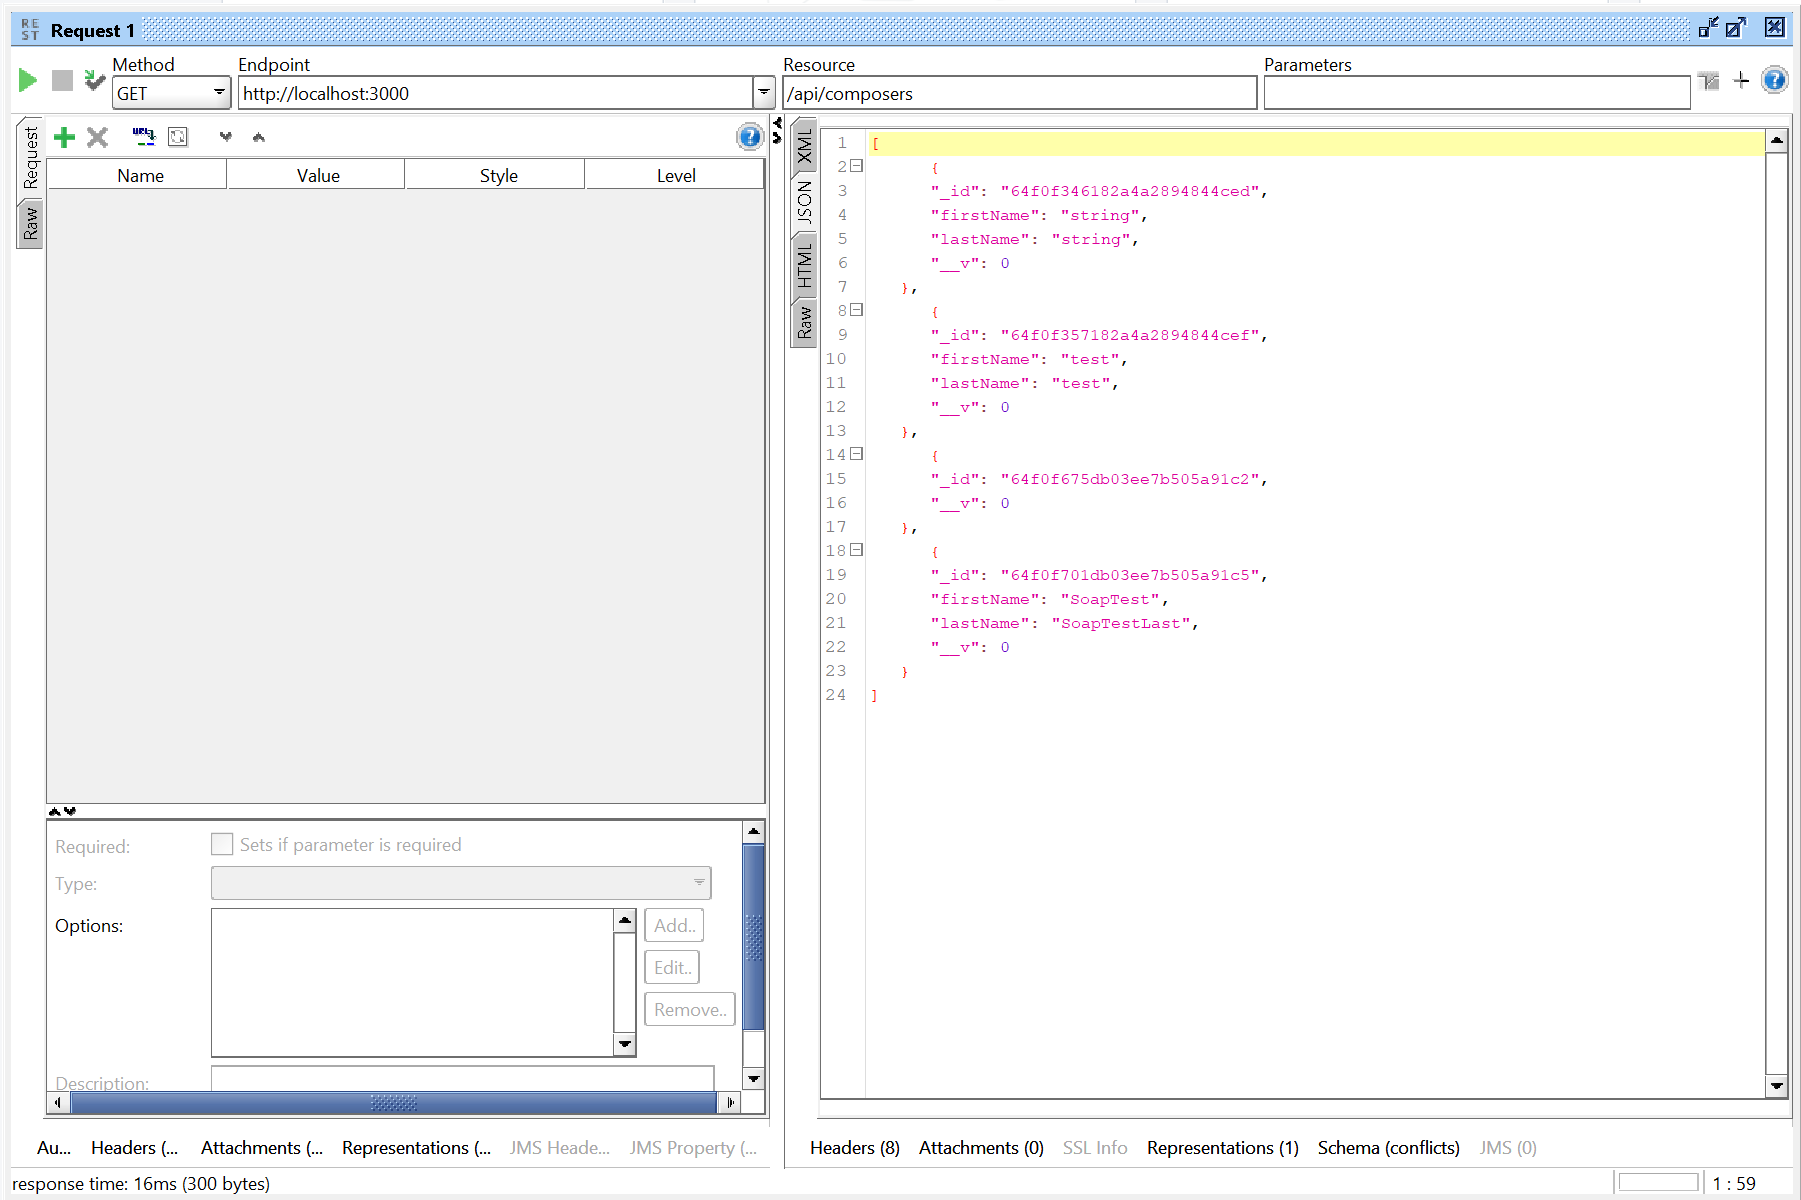 RE
ST
Request 1
Method
Endpoint
Resource
Parameters
GET
http://localhost:3000
/api/composers
Request
Raw
URL
Name
Value
Style
Level
XML
JSON
HTML
Raw
1 [
2 {
3 "_id": "64f0f346182a4a2894844ced",
4 "firstName": "string",
5 "lastName": "string",
6 "__v": 0
7 },
8 {
9 "_id": "64f0f357182a4a2894844cef",
10 "firstName": "test",
11 "lastName": "test",
12 "__v": 0
13 },
14 {
15 "_id": "64f0f675db03ee7b505a91c2",
16 "__v": 0
17 },
18 {
19 "_id": "64f0f701db03ee7b505a91c5",
20 "firstName": "SoapTest",
21 "lastName": "SoapTestLast",
22 "__v": 0
23 }
24 ]
Required:
Sets if parameter is required
Type:
Options:
Add..
Edit..
Remove..
Description:
Au...
Headers (...
Attachments (...
Representations (...
JMS Heade...
JMS Property (...
Headers (8)
Attachments (0)
SSL Info
Representations (1)
Schema (conflicts)
JMS (0)
response time: 16ms (300 bytes)
1 : 59